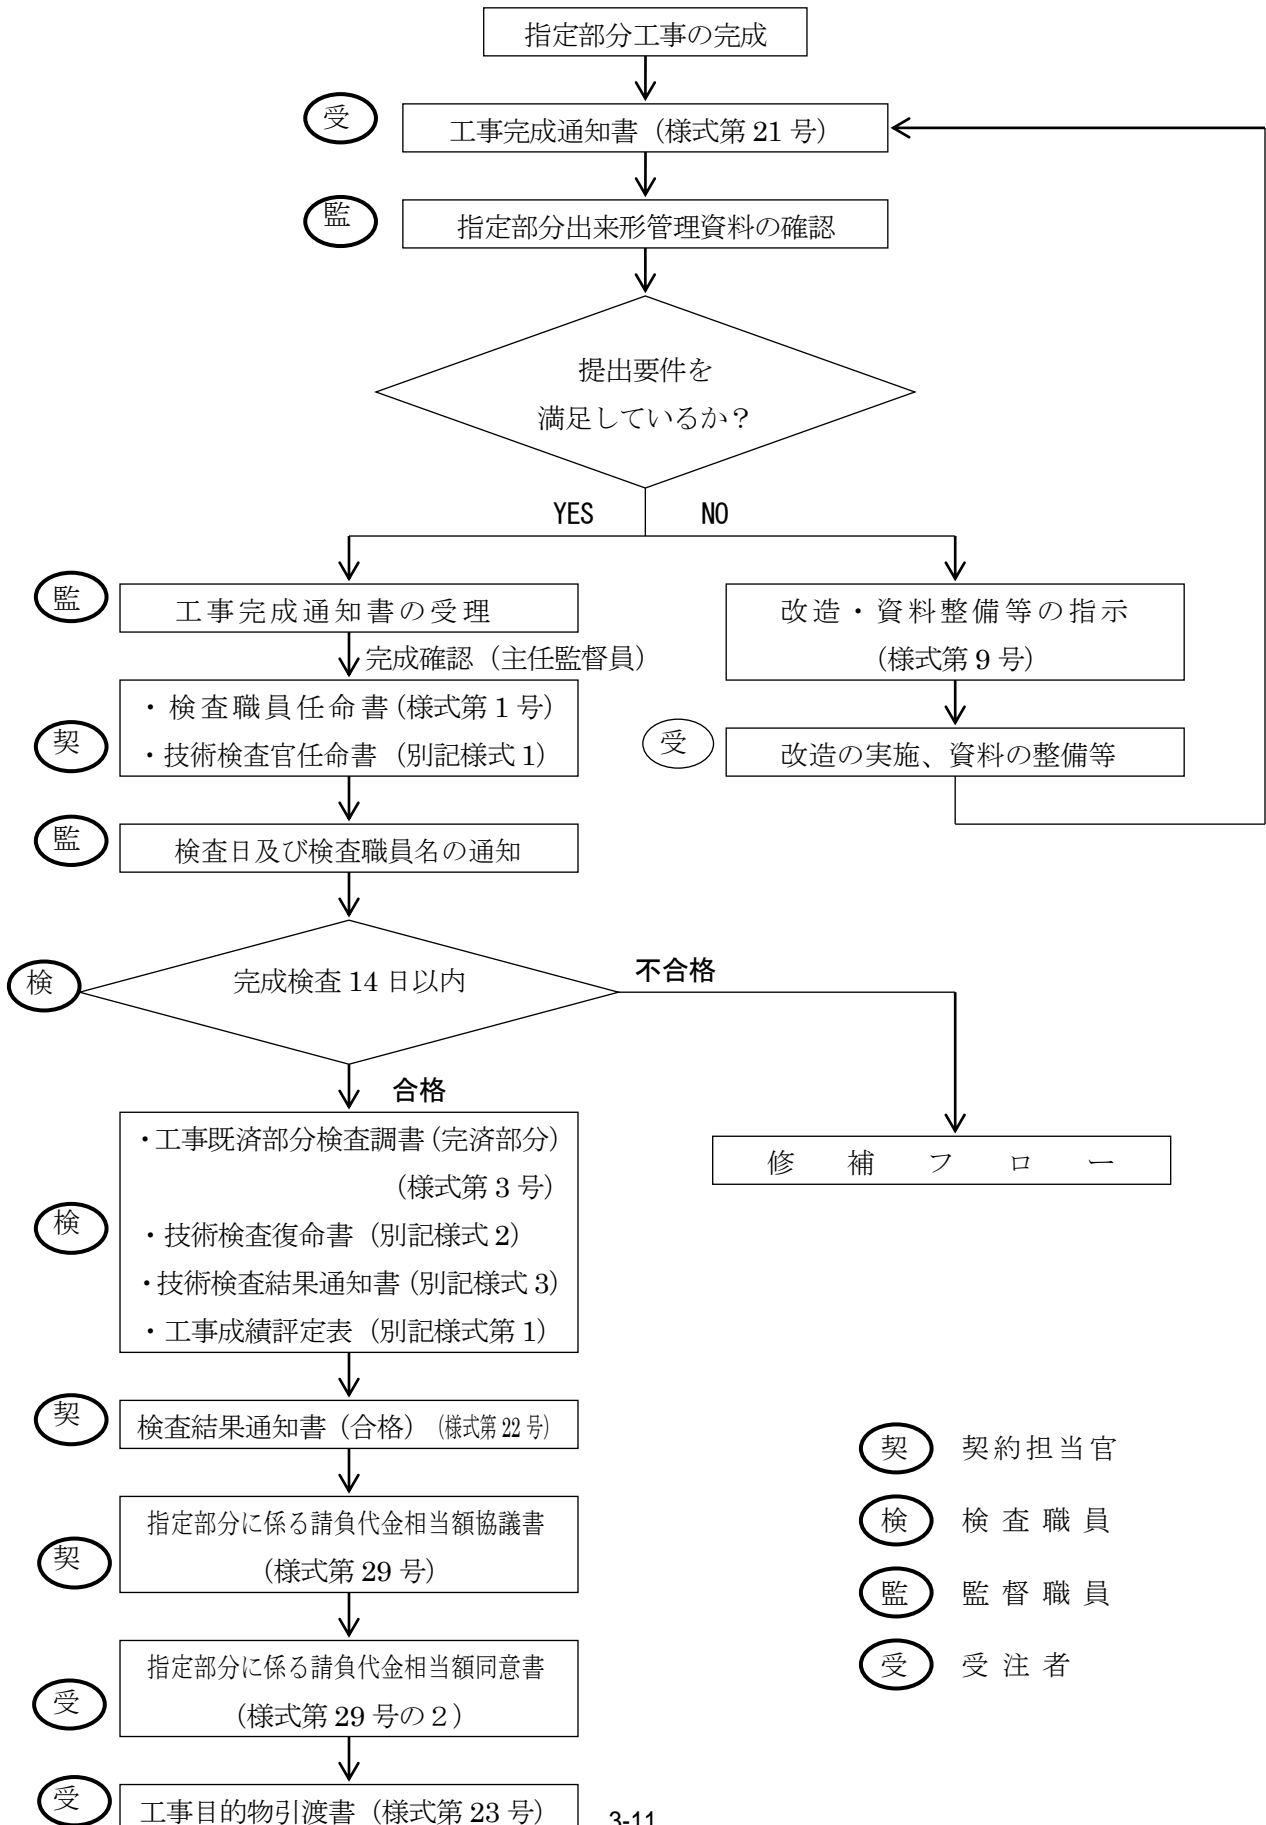 指定部分工事の完成
受
工事完成通知書（様式第 21 号）
監
指定部分出来形管理資料の確認
提出要件を
満足しているか？
YES
NO
監
工事完成通知書の受理
完成確認（主任監督員）
改造・資料整備等の指示
（様式第 9 号）
契
・検査職員任命書（様式第 1 号）
・技術検査官任命書（別記様式 1）
受
改造の実施、資料の整備等
監
検査日及び検査職員名の通知
検
完成検査 14 日以内
不合格
合格
修補フロー
検
・工事既済部分検査調書（完済部分）
（様式第 3 号）
・技術検査復命書（別記様式 2）
・技術検査結果通知書（別記様式 3）
・工事成績評定表（別記様式第 1）
契
検査結果通知書（合格）（様式第 22 号）
契
指定部分に係る請負代金相当額協議書
（様式第 29 号）
受
指定部分に係る請負代金相当額同意書
（様式第 29 号の２）
受
工事目的物引渡書（様式第 23 号）
契 契約担当官
検 検査職員
監 監督職員
受 受注者
3-11